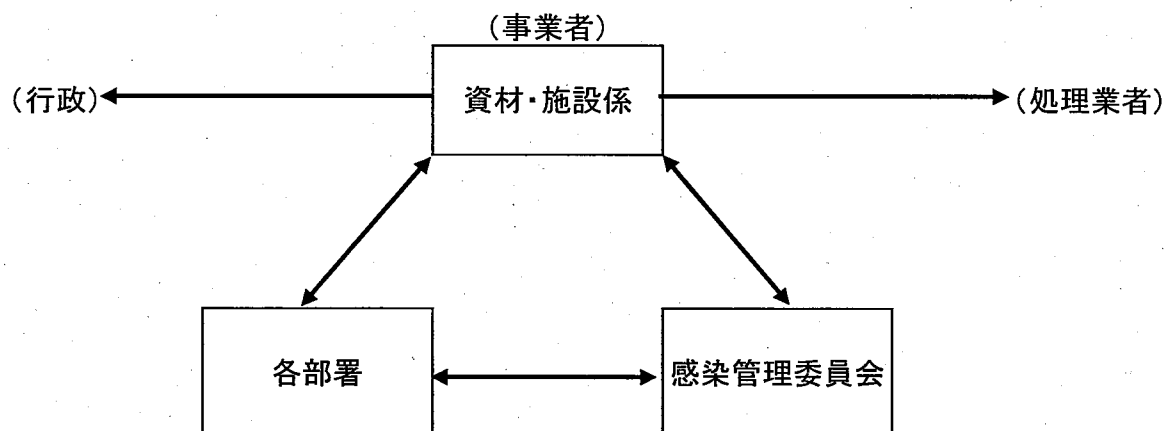 (事業者)
(行政)
資材・施設係
(処理業者)
各部署
感染管理委員会